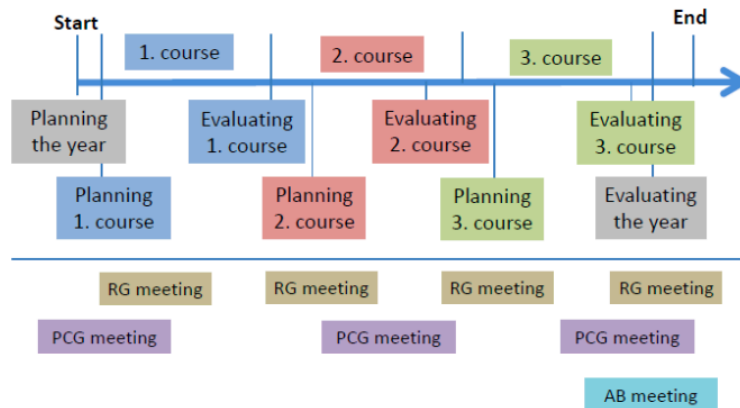 Start
End
1. course
2. course
3. course
Planning
the year
Evaluating
1. course
Evaluating
2. course
Evaluating
3. course
Planning
1. course
Planning
2. course
Planning
3. course
Evaluating
the year
RG meeting
RG meeting
RG meeting
RG meeting
PCG meeting
PCG meeting
PCG meeting
AB meeting